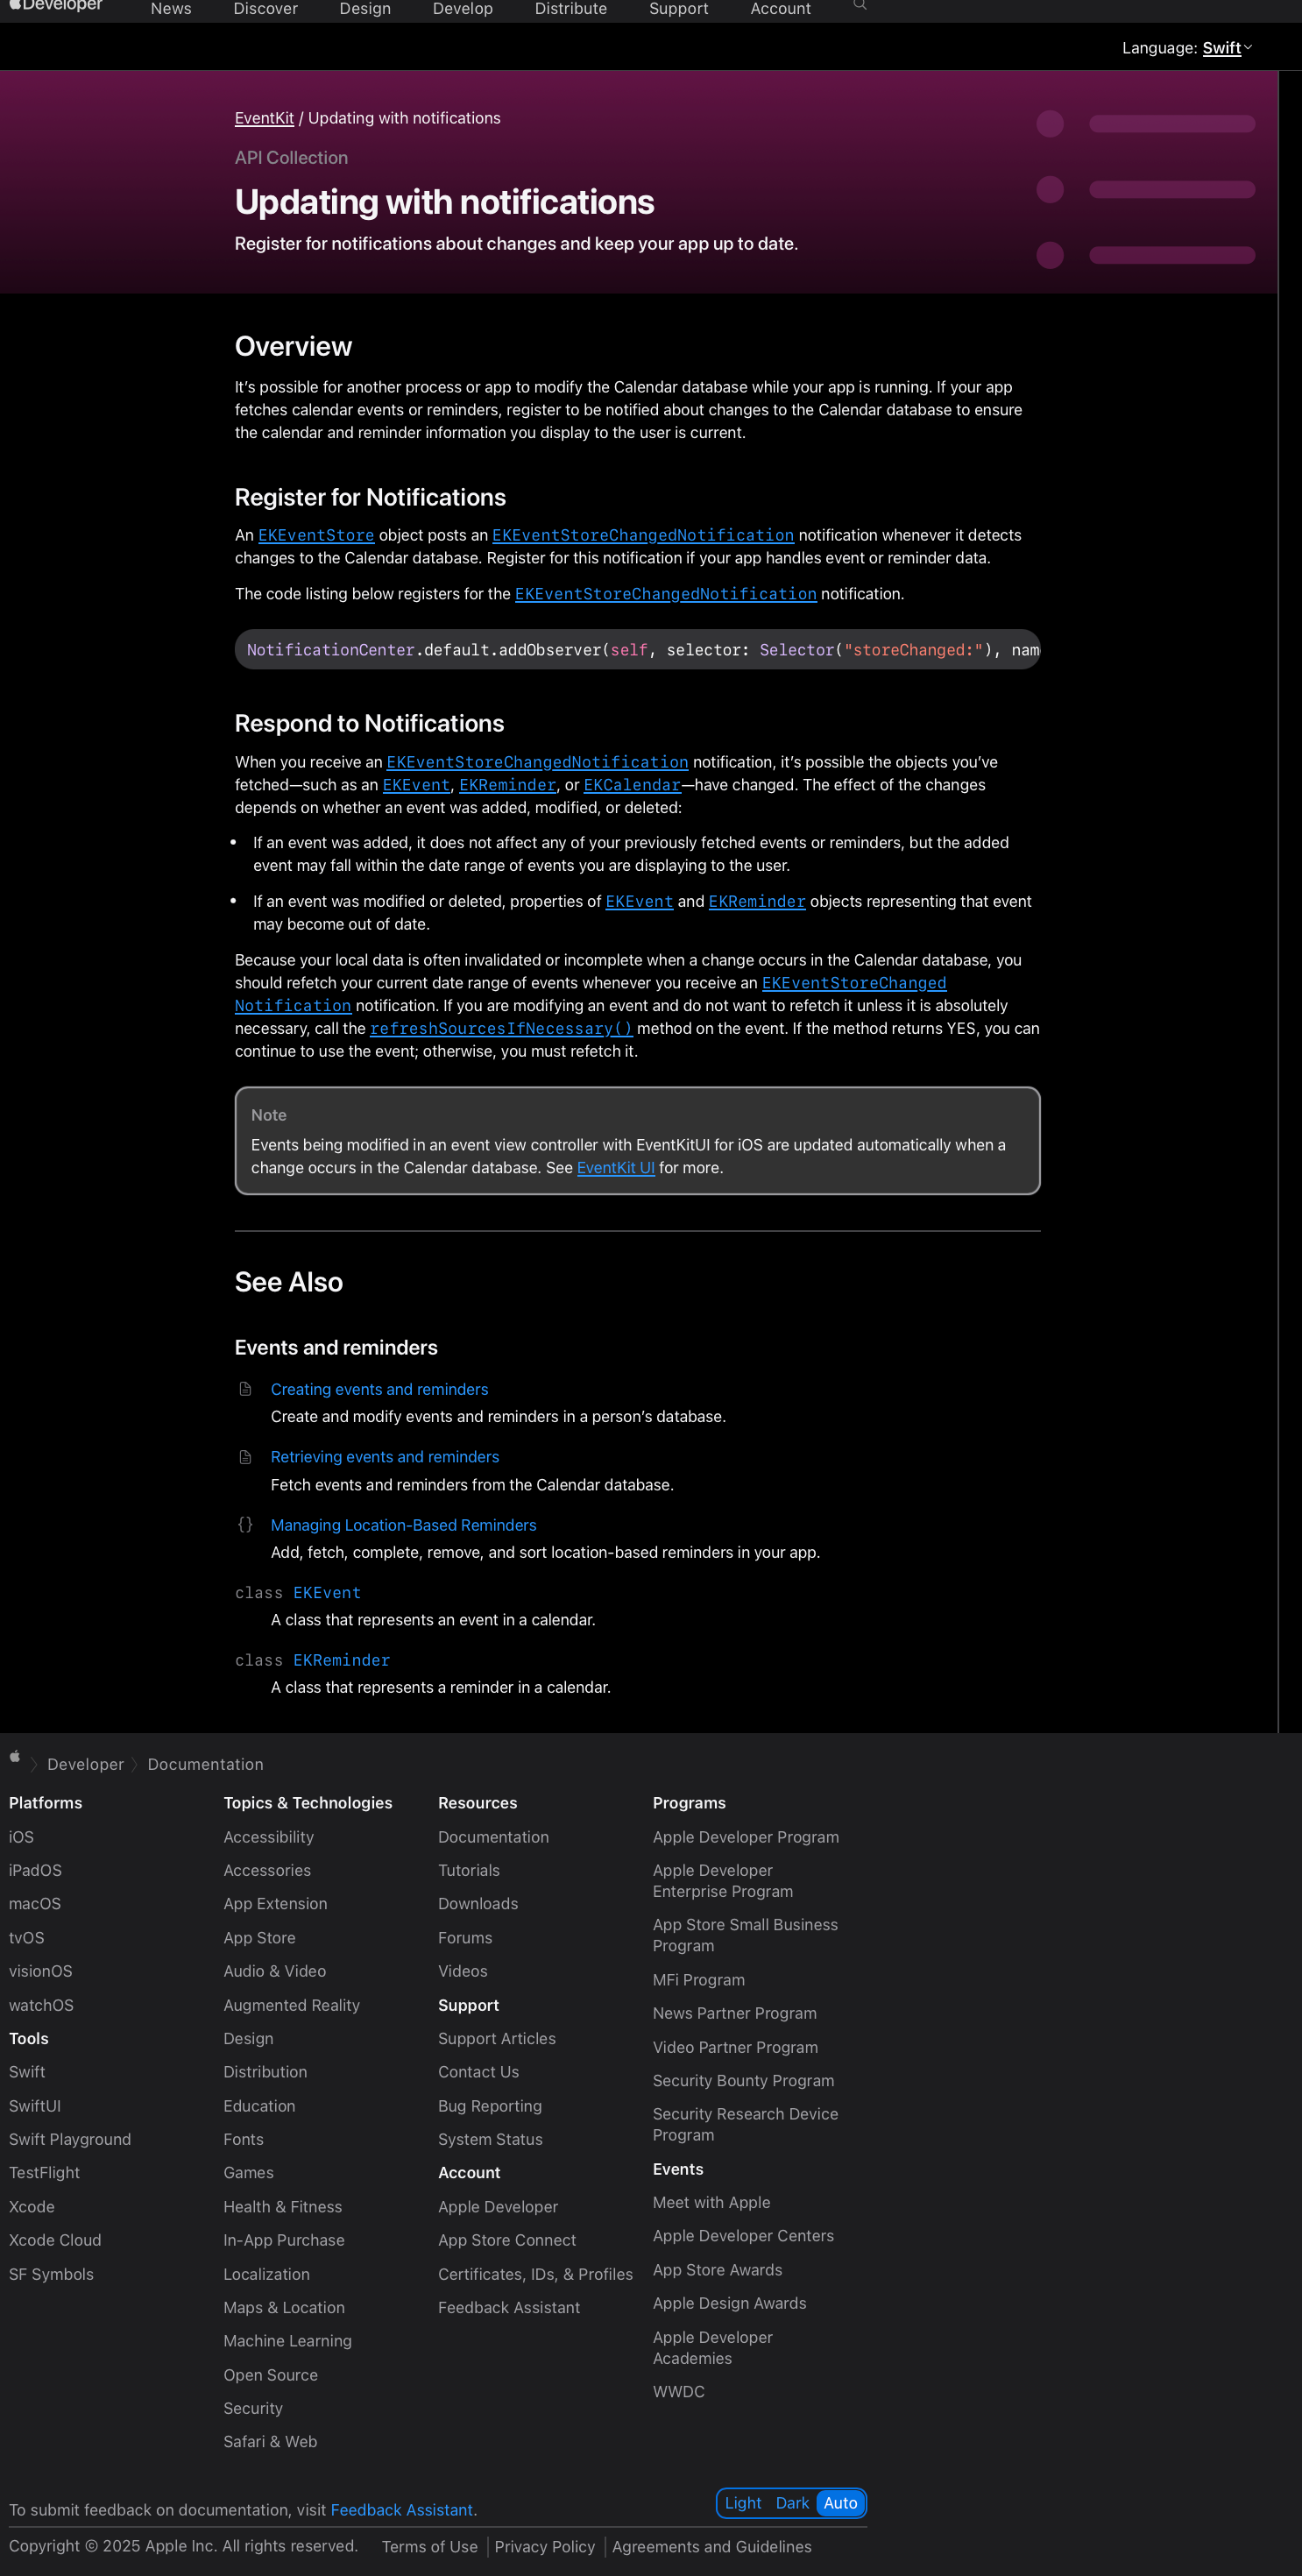 Developer
News Discover Design Develop Distribute Support Account
Language: Swift
EventKit / Updating with notifications
API Collection
Updating with notifications
Register for notifications about changes and keep your app up to date.
Overview
It’s possible for another process or app to modify the Calendar database while your app is running. If your app
fetches calendar events or reminders, register to be notified about changes to the Calendar database to ensure
the calendar and reminder information you display to the user is current.
Register for Notifications
An EKEventStore object posts an EKEventStoreChangedNotification notification whenever it detects
changes to the Calendar database. Register for this notification if your app handles event or reminder data.
The code listing below registers for the EKEventStoreChangedNotification notification.
NotificationCenter.default.addObserver(self, selector: Selector("storeChanged:"), nam
Respond to Notifications
When you receive an EKEventStoreChangedNotification notification, it’s possible the objects you’ve
fetched—such as an EKEvent, EKReminder, or EKCalendar—have changed. The effect of the changes
depends on whether an event was added, modified, or deleted:
• If an event was added, it does not affect any of your previously fetched events or reminders, but the added
event may fall within the date range of events you are displaying to the user.
• If an event was modified or deleted, properties of EKEvent and EKReminder objects representing that event
may become out of date.
Because your local data is often invalidated or incomplete when a change occurs in the Calendar database, you
should refetch your current date range of events whenever you receive an EKEventStoreChanged
Notification notification. If you are modifying an event and do not want to refetch it unless it is absolutely
necessary, call the refreshSourcesIfNecessary() method on the event. If the method returns YES, you can
continue to use the event; otherwise, you must refetch it.
Note
Events being modified in an event view controller with EventKitUI for iOS are updated automatically when a
change occurs in the Calendar database. See EventKit UI for more.
See Also
Events and reminders
Creating events and reminders
Create and modify events and reminders in a person’s database.
Retrieving events and reminders
Fetch events and reminders from the Calendar database.
{} Managing Location-Based Reminders
Add, fetch, complete, remove, and sort location-based reminders in your app.
class EKEvent
A class that represents an event in a calendar.
class EKReminder
A class that represents a reminder in a calendar.
Developer Documentation
Platforms
iOS
iPadOS
macOS
tvOS
visionOS
watchOS
Tools
Swift
SwiftUI
Swift Playground
TestFlight
Xcode
Xcode Cloud
SF Symbols
Topics & Technologies
Accessibility
Accessories
App Extension
App Store
Audio & Video
Augmented Reality
Design
Distribution
Education
Fonts
Games
Health & Fitness
In-App Purchase
Localization
Maps & Location
Machine Learning
Open Source
Security
Safari & Web
Resources
Documentation
Tutorials
Downloads
Forums
Videos
Support
Support Articles
Contact Us
Bug Reporting
System Status
Account
Apple Developer
App Store Connect
Certificates, IDs, & Profiles
Feedback Assistant
Programs
Apple Developer Program
Apple Developer
Enterprise Program
App Store Small Business
Program
MFi Program
News Partner Program
Video Partner Program
Security Bounty Program
Security Research Device
Program
Events
Meet with Apple
Apple Developer Centers
App Store Awards
Apple Design Awards
Apple Developer
Academies
WWDC
To submit feedback on documentation, visit Feedback Assistant.
Light Dark Auto
Copyright © 2025 Apple Inc. All rights reserved. Terms of Use Privacy Policy Agreements and Guidelines